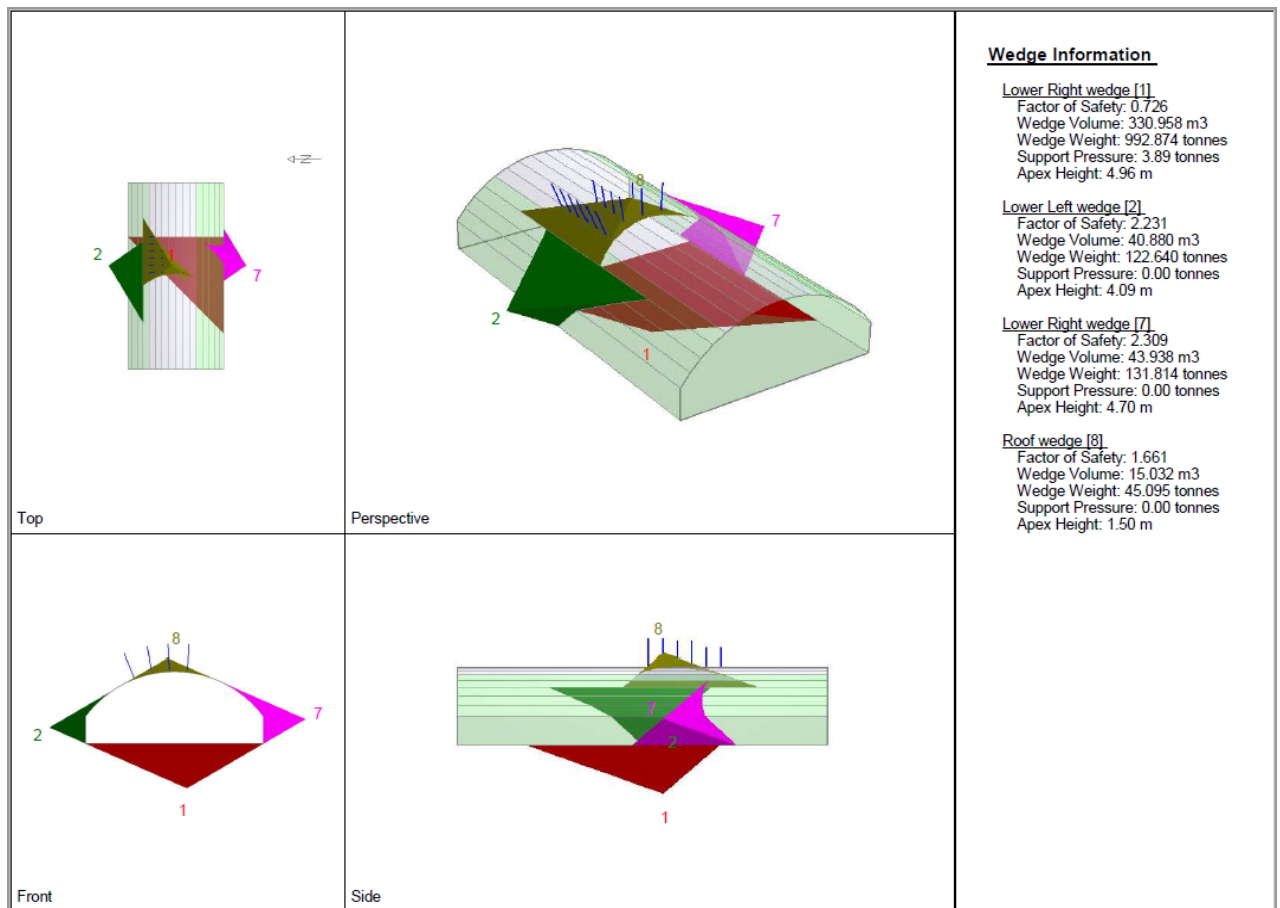 2
1
7
N
Top
8
7
2
1
Perspective
Wedge Information
Lower Right wedge [1]
Factor of Safety: 0.726
Wedge Volume: 330.958 m3
Wedge Weight: 992.874 tonnes
Support Pressure: 3.89 tonnes
Apex Height: 4.96 m
Lower Left wedge [2]
Factor of Safety: 2.231
Wedge Volume: 40.880 m3
Wedge Weight: 122.640 tonnes
Support Pressure: 0.00 tonnes
Apex Height: 4.09 m
Lower Right wedge [7]
Factor of Safety: 2.309
Wedge Volume: 43.938 m3
Wedge Weight: 131.814 tonnes
Support Pressure: 0.00 tonnes
Apex Height: 4.70 m
Roof wedge [8]
Factor of Safety: 1.661
Wedge Volume: 15.032 m3
Wedge Weight: 45.095 tonnes
Support Pressure: 0.00 tonnes
Apex Height: 1.50 m
8
2
7
1
Front
8
7
2
1
Side